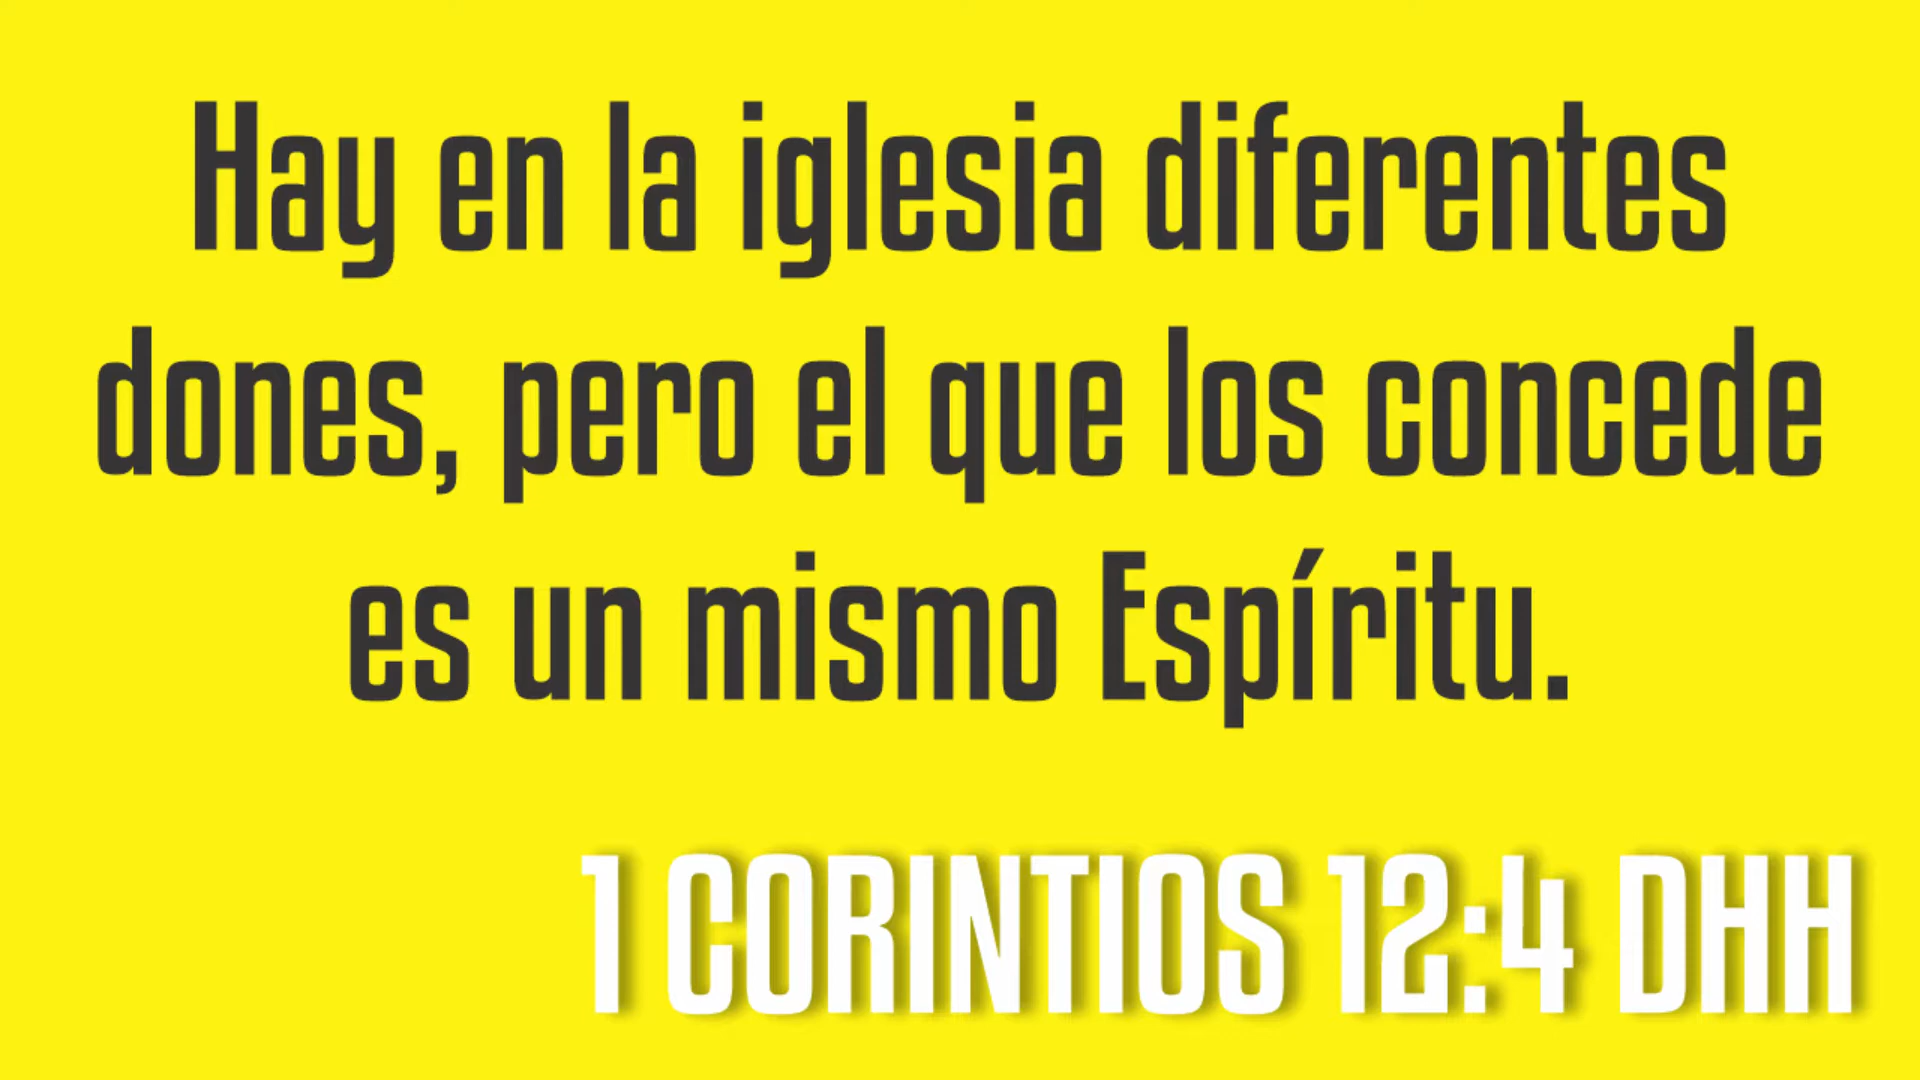 Hay en la iglesia diferentes
dones, pero el que los concede
es un mismo Espíritu.
1 CORINTIOS 12:4 DHH